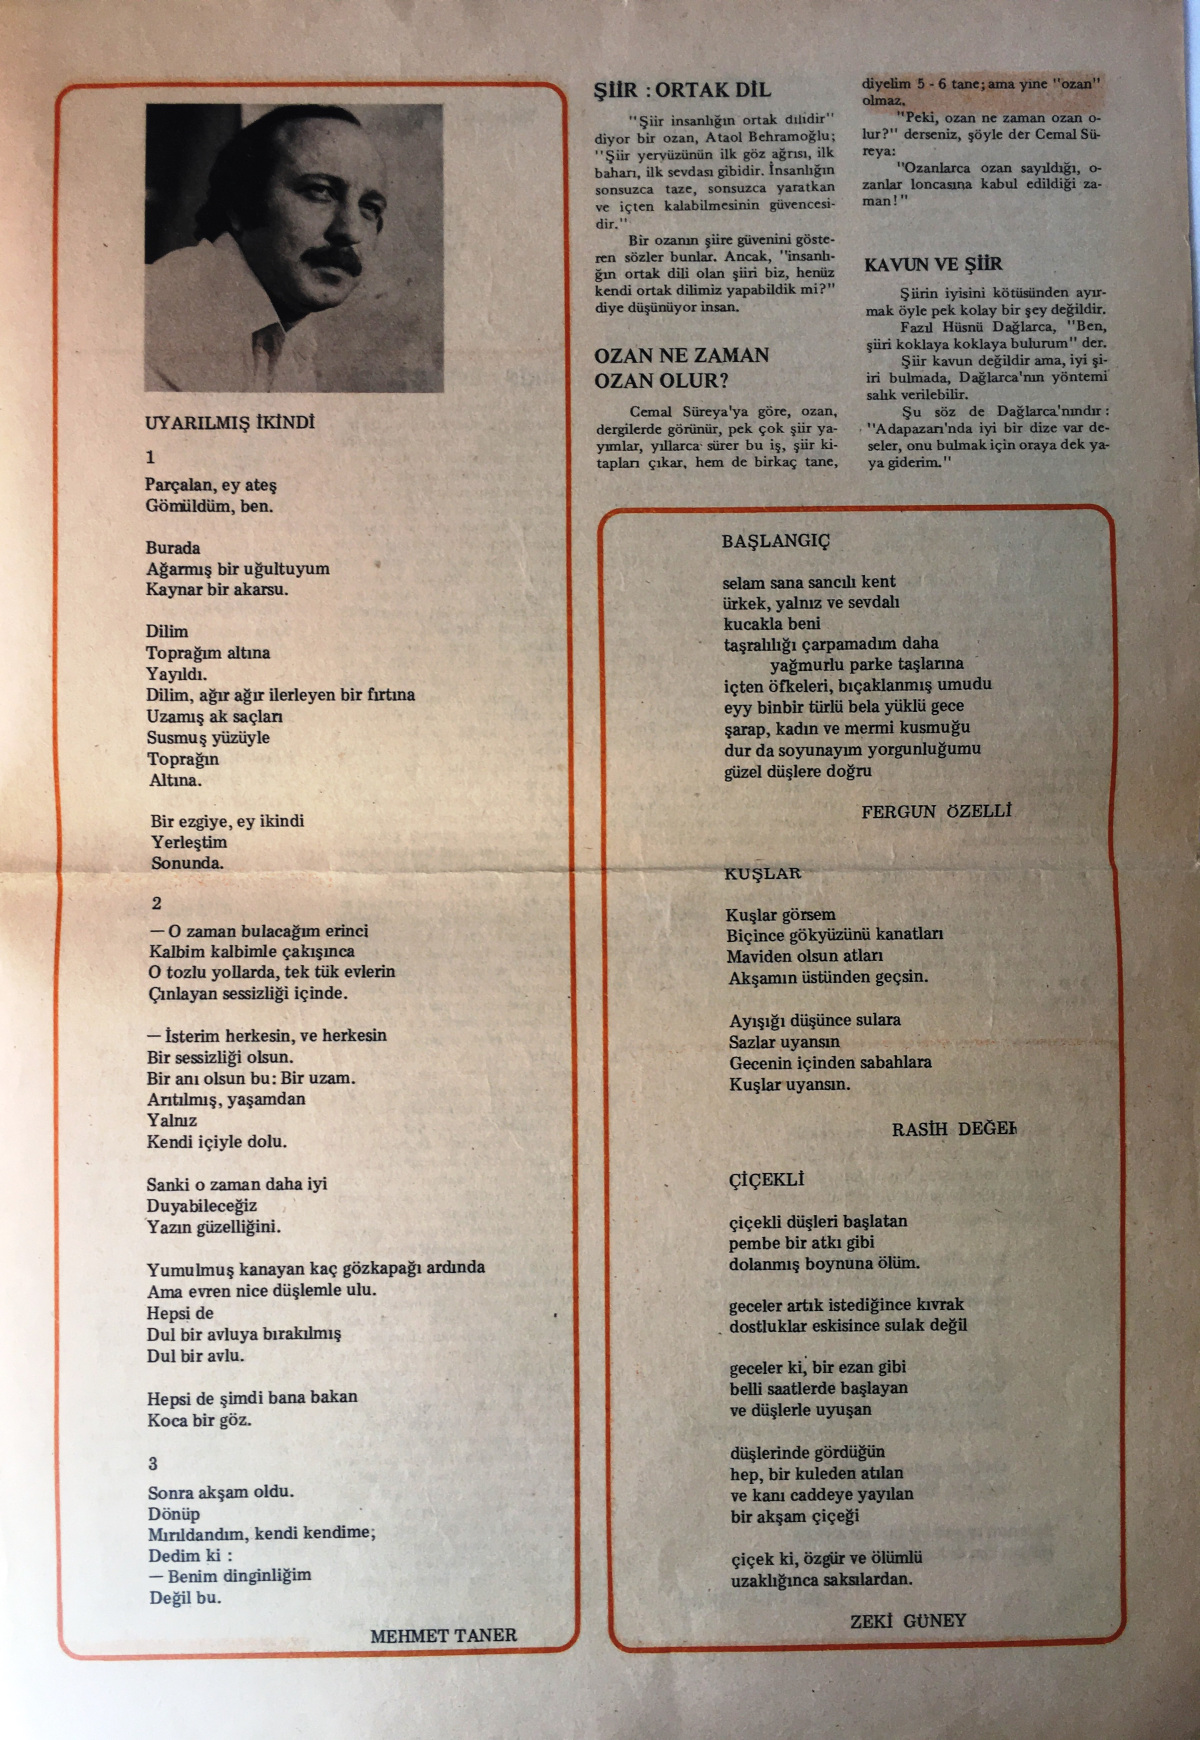 UYARILMIŞ İKİNDİ
1
Parçalan, ey ateş
Gömüldüm, ben.
Burada
Ağarmış bir uğultuyum
Kaynar bir akarsu.
Dilim
Toprağım altına
Yayıldı.
Dilim, ağır ağır ilerleyen bir fırtına
Uzamış ak saçları
Susmuş yüzüyle
Toprağın
Altına.
Bir ezgiye, ey ikindi
Yerleştim
Sonunda.
2
— O zaman bulacağım erinci
Kalbim kalbimle çakışınca
O tozlu yollarda, tek tük evlerin
Çınlayan sessizliği içinde.
— İsterim herkesin, ve herkesin
Bir sessizliği olsun.
Bir anı olsun bu: Bir uzam.
Arıtılmış, yaşamdan
Yalnız
Kendi içiyle dolu.
Sanki o zaman daha iyi
Duyabileceğiz
Yazın güzelliğini.
Yumulmuş kanayan kaç gözkapağı ardında
Ama evren nice düşlemle ulu.
Hepsi de
Dul bir avluya bırakılmış
Dul bir avlu.
Hepsi de şimdi bana bakan
Koca bir göz.
3
Sonra akşam oldu.
Dönüp
Mırıldandım, kendi kendime;
Dedim ki :
— Benim dinginliğim
Değil bu.
MEHMET TANER
ŞİİR : ORTAK DİL
"Şiir insanlığın ortak dilidir"
diyor bir ozan, Ataol Behramoğlu;
"Şiir yeryüzünün ilk göz ağrısı, ilk
baharı, ilk sevdası gibidir. İnsanlığın
sonsuzca taze, sonsuzca yaratkan
ve içten kalabilmesinin güvencesi-
dir."
Bir ozanın şiire güvenini göste-
ren sözler bunlar. Ancak, "insanlı-
ğın ortak dili olan şiiri biz, henüz
kendi ortak dilimiz yapabildik mi?"
diye düşünüyor insan.
OZAN NE ZAMAN
OZAN OLUR?
Cemal Süreya'ya göre, ozan,
dergilerde görünür, pek çok şiir ya-
yımlar, yıllarca sürer bu iş, şiir ki-
tapları çıkar, hem de birkaç tane,
diyelim 5 - 6 tane; ama yine "ozan"
olmaz.
"Peki, ozan ne zaman ozan o-
lur?" derseniz, şöyle der Cemal Sü-
reya:
"Ozanlarca ozan sayıldığı, o-
zanlar loncasına kabul edildiği za-
man!"
KAVUN VE ŞİİR
Şiirin iyisini kötüsünden ayır-
mak öyle pek kolay bir şey değildir.
Fazıl Hüsnü Dağlarca, "Ben,
şiiri koklaya koklaya bulurum" der.
Şiir kavun değildir ama, iyi şi-
iri bulmada, Dağlarca'nın yöntemi
salık verilebilir.
Şu söz de Dağlarca'nındır :
"Adapazarı'nda iyi bir dize var de-
seler, onu bulmak için oraya dek ya-
ya giderim."
BAŞLANGIÇ
selam sana sancılı kent
ürkek, yalnız ve sevdalı
kucakla beni
taşralılığı çarpamadım daha
yağmurlu parke taşlarına
içten öfkeleri, bıçaklanmış umudu
eyy binbir türlü bela yüklü gece
şarap, kadın ve mermi kusmuğu
dur da soyunayım yorgunluğumu
güzel düşlere doğru
FERGUN ÖZELLİ
KUŞLAR
Kuşlar görsem
Biçince gökyüzünü kanatları
Maviden olsun atları
Akşamın üstünden geçsin.
Ayışığı düşünce sulara
Sazlar uyansın
Gecenin içinden sabahlara
Kuşlar uyansın.
RASİH DEĞER
ÇİÇEKLİ
çiçekli düşleri başlatan
pembe bir atkı gibi
dolanmış boynuna ölüm.
geceler artık istediğince kıvrak
dostluklar eskisince sulak değil
geceler ki, bir ezan gibi
belli saatlerde başlayan
ve düşlerle uyuşan
düşlerinde gördüğün
hep, bir kuleden atılan
ve kanı caddeye yayılan
bir akşam çiçeği
çiçek ki, özgür ve ölümlü
uzaklığınca saksılardan.
ZEKİ GÜNEY